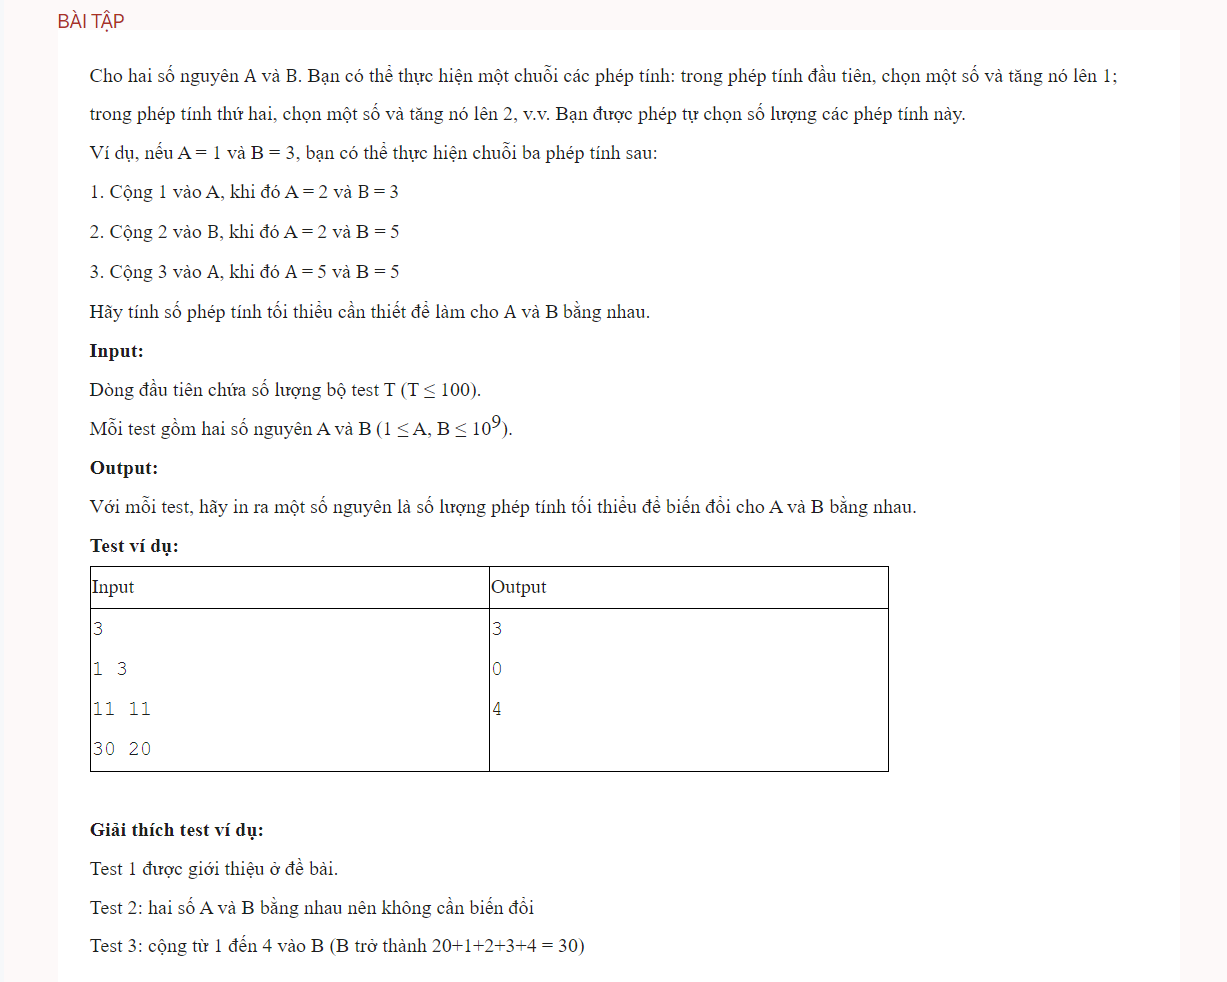 BÀI TẬP
Cho hai số nguyên A và B. Bạn có thể thực hiện một chuỗi các phép tính: trong phép tính đầu tiên, chọn một số và tăng nó lên 1;
trong phép tính thứ hai, chọn một số và tăng nó lên 2, v.v. Bạn được phép tự chọn số lượng các phép tính này.
Ví dụ, nếu A = 1 và B = 3, bạn có thể thực hiện chuỗi ba phép tính sau:
1. Cộng 1 vào A, khi đó A = 2 và B = 3
2. Cộng 2 vào B, khi đó A = 2 và B = 5
3. Cộng 3 vào A, khi đó A = 5 và B = 5
Hãy tính số phép tính tối thiểu cần thiết để làm cho A và B bằng nhau.
Input:
Dòng đầu tiên chứa số lượng bộ test T (T ≤ 100).
Mỗi test gồm hai số nguyên A và B (1 ≤ A, B ≤ 10⁹).
Output:
Với mỗi test, hãy in ra một số nguyên là số lượng phép tính tối thiểu để biến đổi cho A và B bằng nhau.
Test ví dụ:
Input Output
3 3
1 3 0
11 11 4
30 20
Giải thích test ví dụ:
Test 1 được giới thiệu ở đề bài.
Test 2: hai số A và B bằng nhau nên không cần biến đổi
Test 3: cộng từ 1 đến 4 vào B (B trở thành 20+1+2+3+4 = 30)